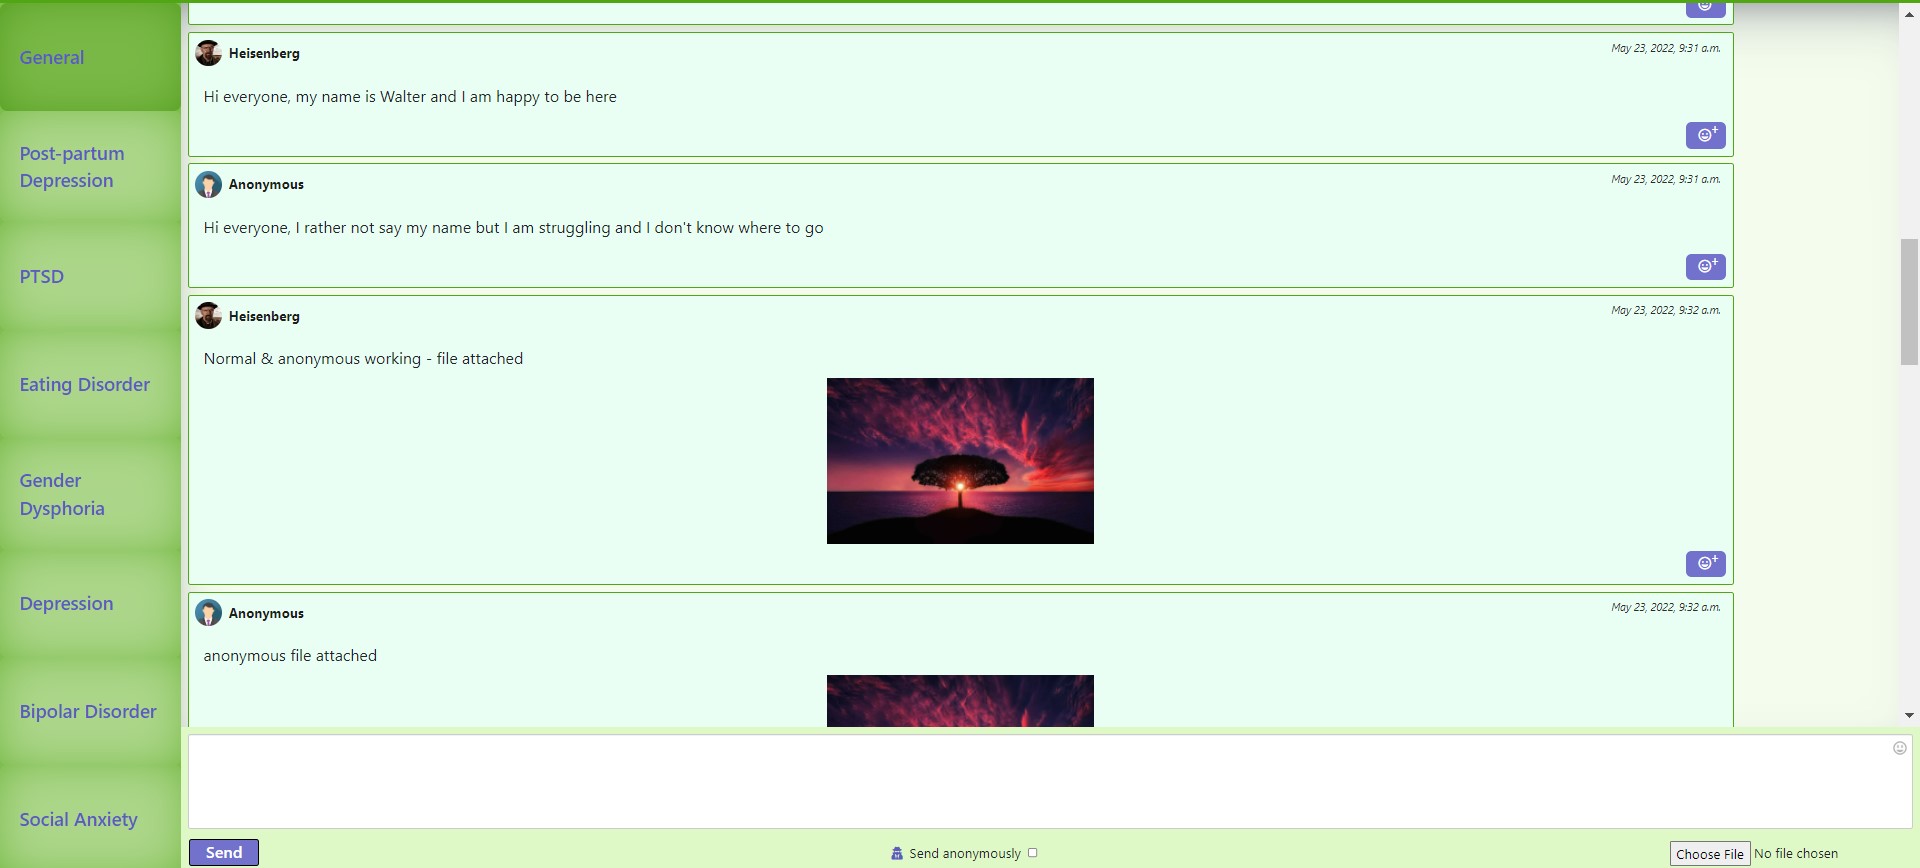 General
Post-partum
Depression
PTSD
Eating Disorder
Gender
Dysphoria
Depression
Bipolar Disorder
Social Anxiety
Heisenberg
May 23, 2022, 9:31 a.m.
Hi everyone, my name is Walter and I am happy to be here
Anonymous
May 23, 2022, 9:31 a.m.
Hi everyone, I rather not say my name but I am struggling and I don't know where to go
Heisenberg
May 23, 2022, 9:32 a.m.
Normal & anonymous working - file attached
Anonymous
May 23, 2022, 9:32 a.m.
anonymous file attached
Send
Send anonymously
Choose File No file chosen